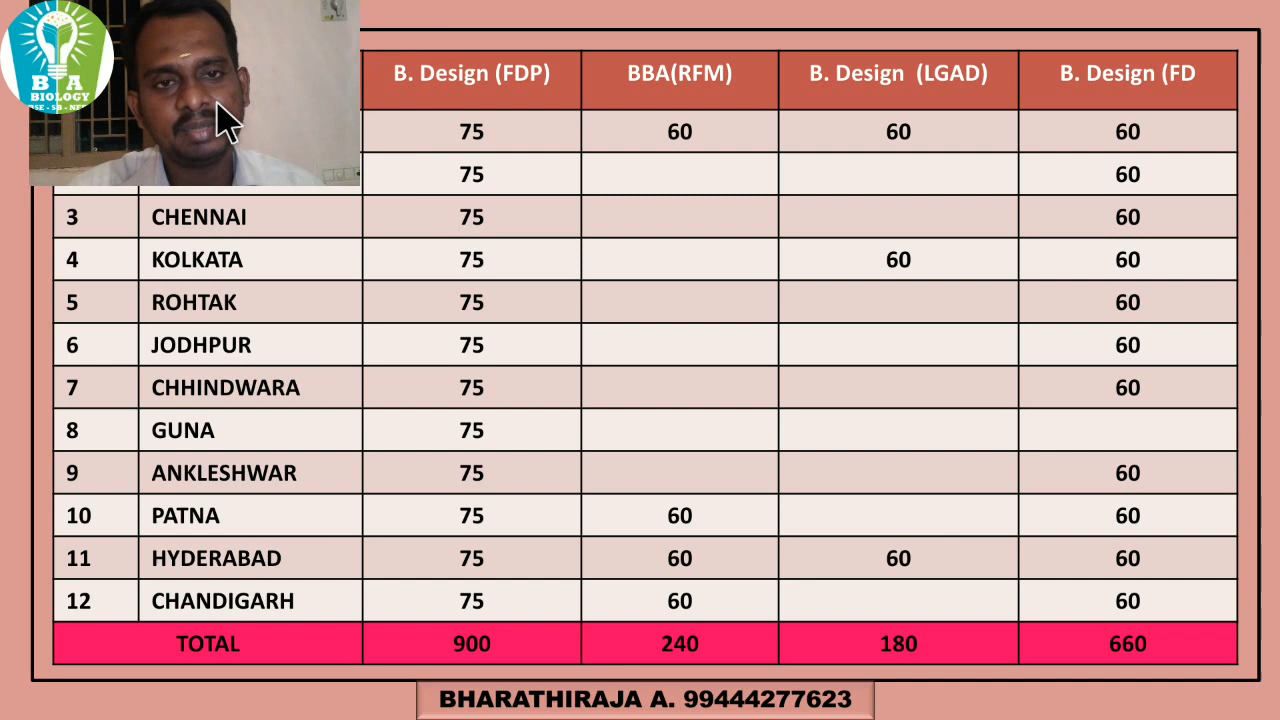 B A
BIOLOGY
B. Design (FDP) BBA(RFM) B. Design (LGAD) B. Design (FD
75 60 60 60
75 60
3 CHENNAI 75 60
4 KOLKATA 75 60 60
5 ROHTAK 75 60
6 JODHPUR 75 60
7 CHHINDWARA 75 60
8 GUNA 75
9 ANKLESHWAR 75 60
10 PATNA 75 60 60
11 HYDERABAD 75 60 60 60
12 CHANDIGARH 75 60 60
TOTAL 900 240 180 660
BHARATHIRAJA A. 99444277623